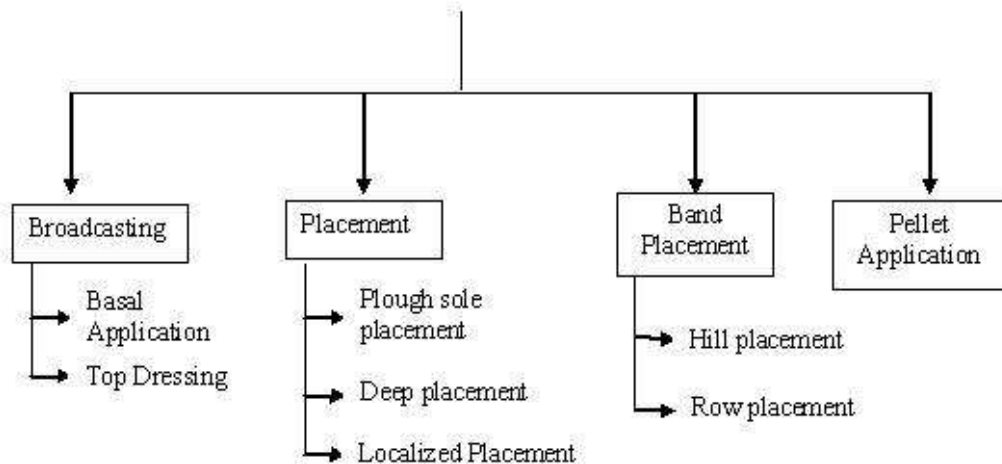 Broadcasting
Basal
Application
Top Dressing
Placement
Plough sole
placement
Deep placement
Localized Placement
Band
Placement
Hill placement
Row placement
Pellet
Application